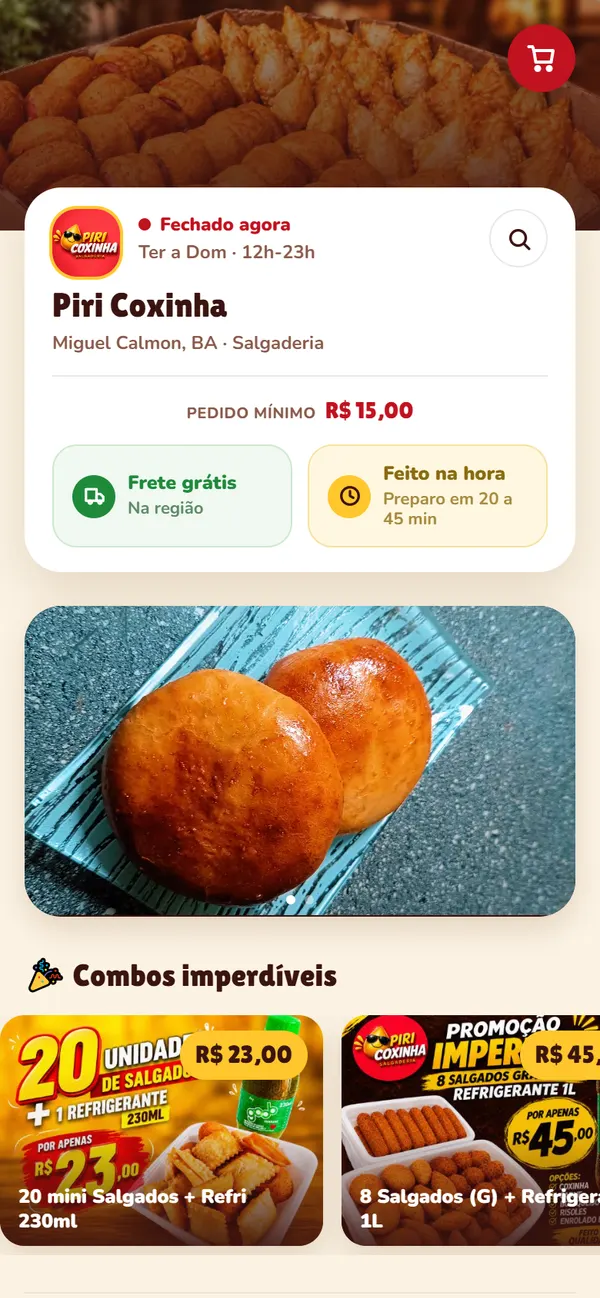 Fechado agora
Ter a Dom · 12h-23h
PIRI
COXINHA
Piri Coxinha
Miguel Calmon, BA · Salgaderia
PEDIDO MÍNIMO R$ 15,00
Frete grátis
Na região
Feito na hora
Preparo em 20 a
45 min
Combos imperdíveis
20 UNIDAD
DE SALGAD
R$ 23,00
+ 1 REFRIGERANTE
230ML
POR APENAS
R$ 23,00
20 mini Salgados + Refri
230ml
PIRI
COXINHA
SALGADERIA
PROMOÇÃO
IMPER
R$ 45,
8 SALGADOS GR
REFRIGERANTE 1L
POR APENAS
R$ 45,00
OPÇÕES:
COXINHA
RISOLES
ENROLADO
8 Salgados (G) + Refrigera
1L